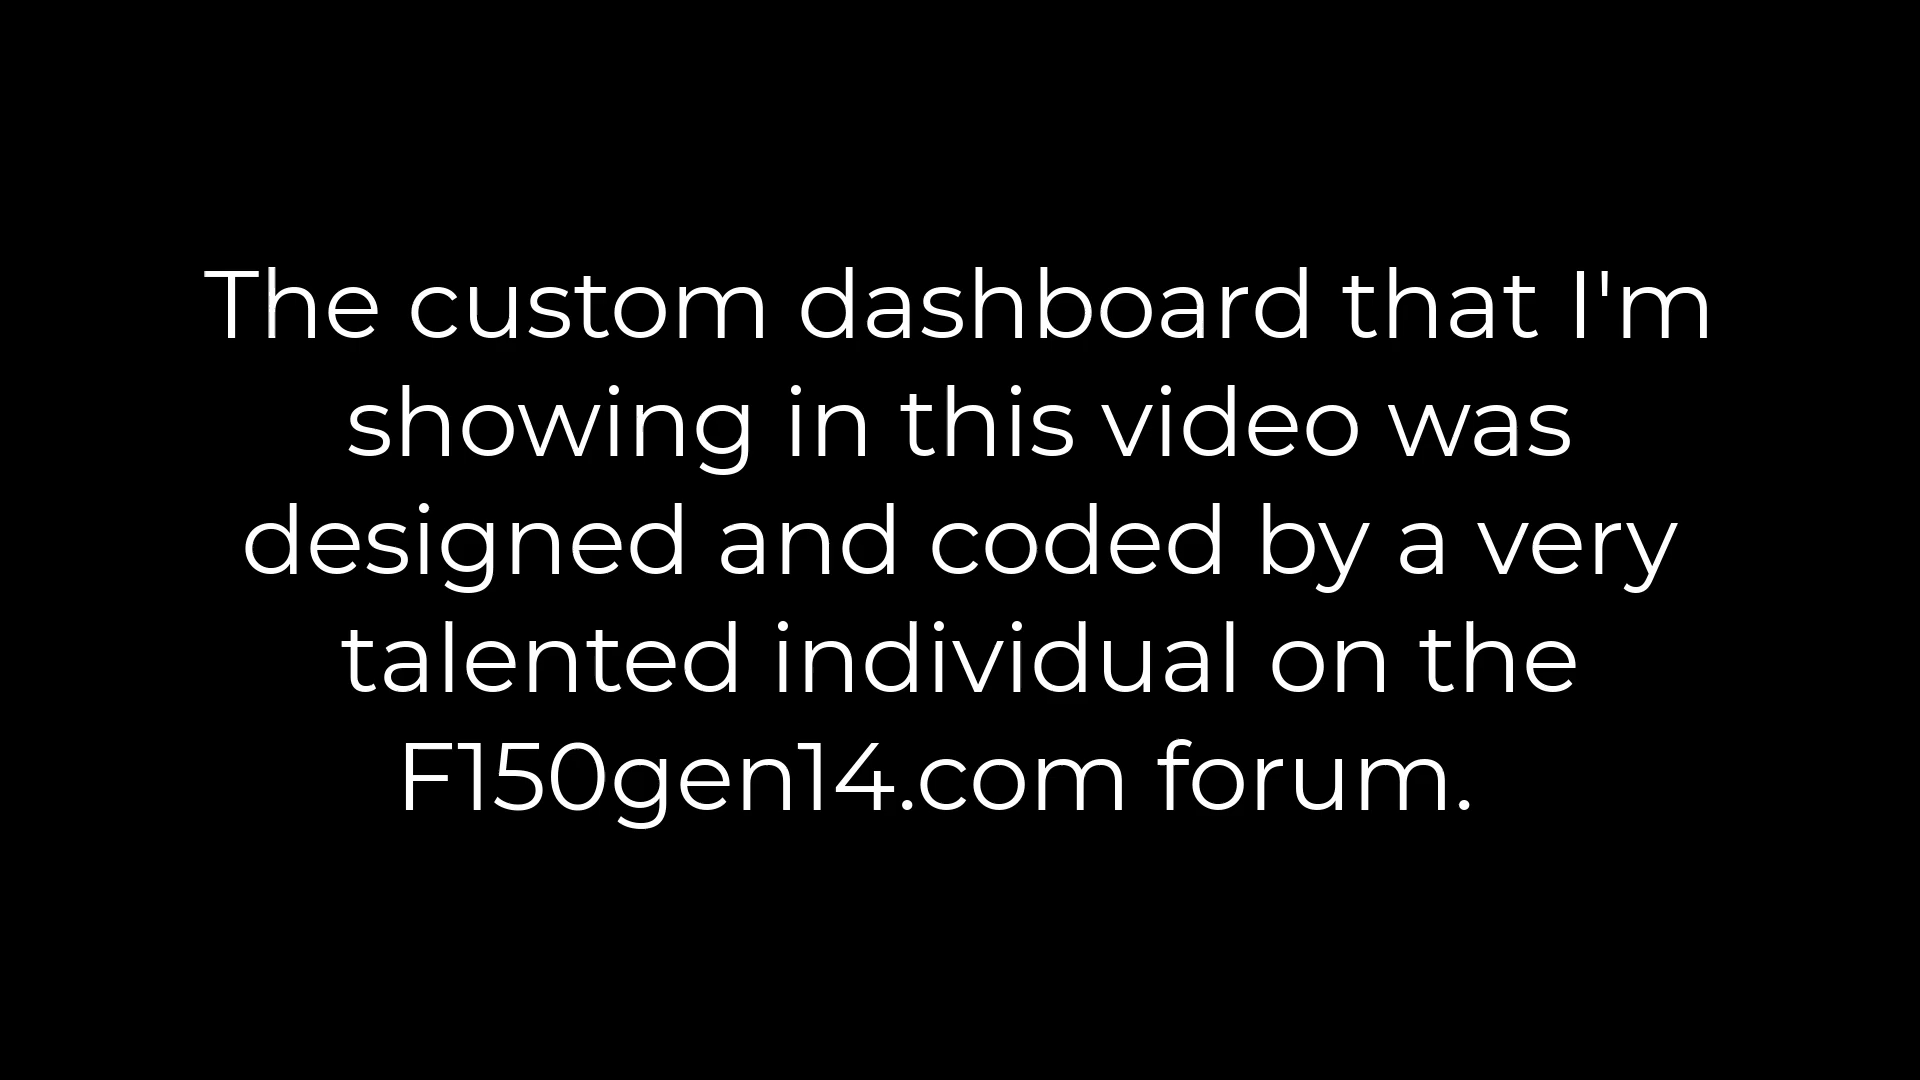 The custom dashboard that I'm
showing in this video was
designed and coded by a very
talented individual on the
F150gen14.com forum.